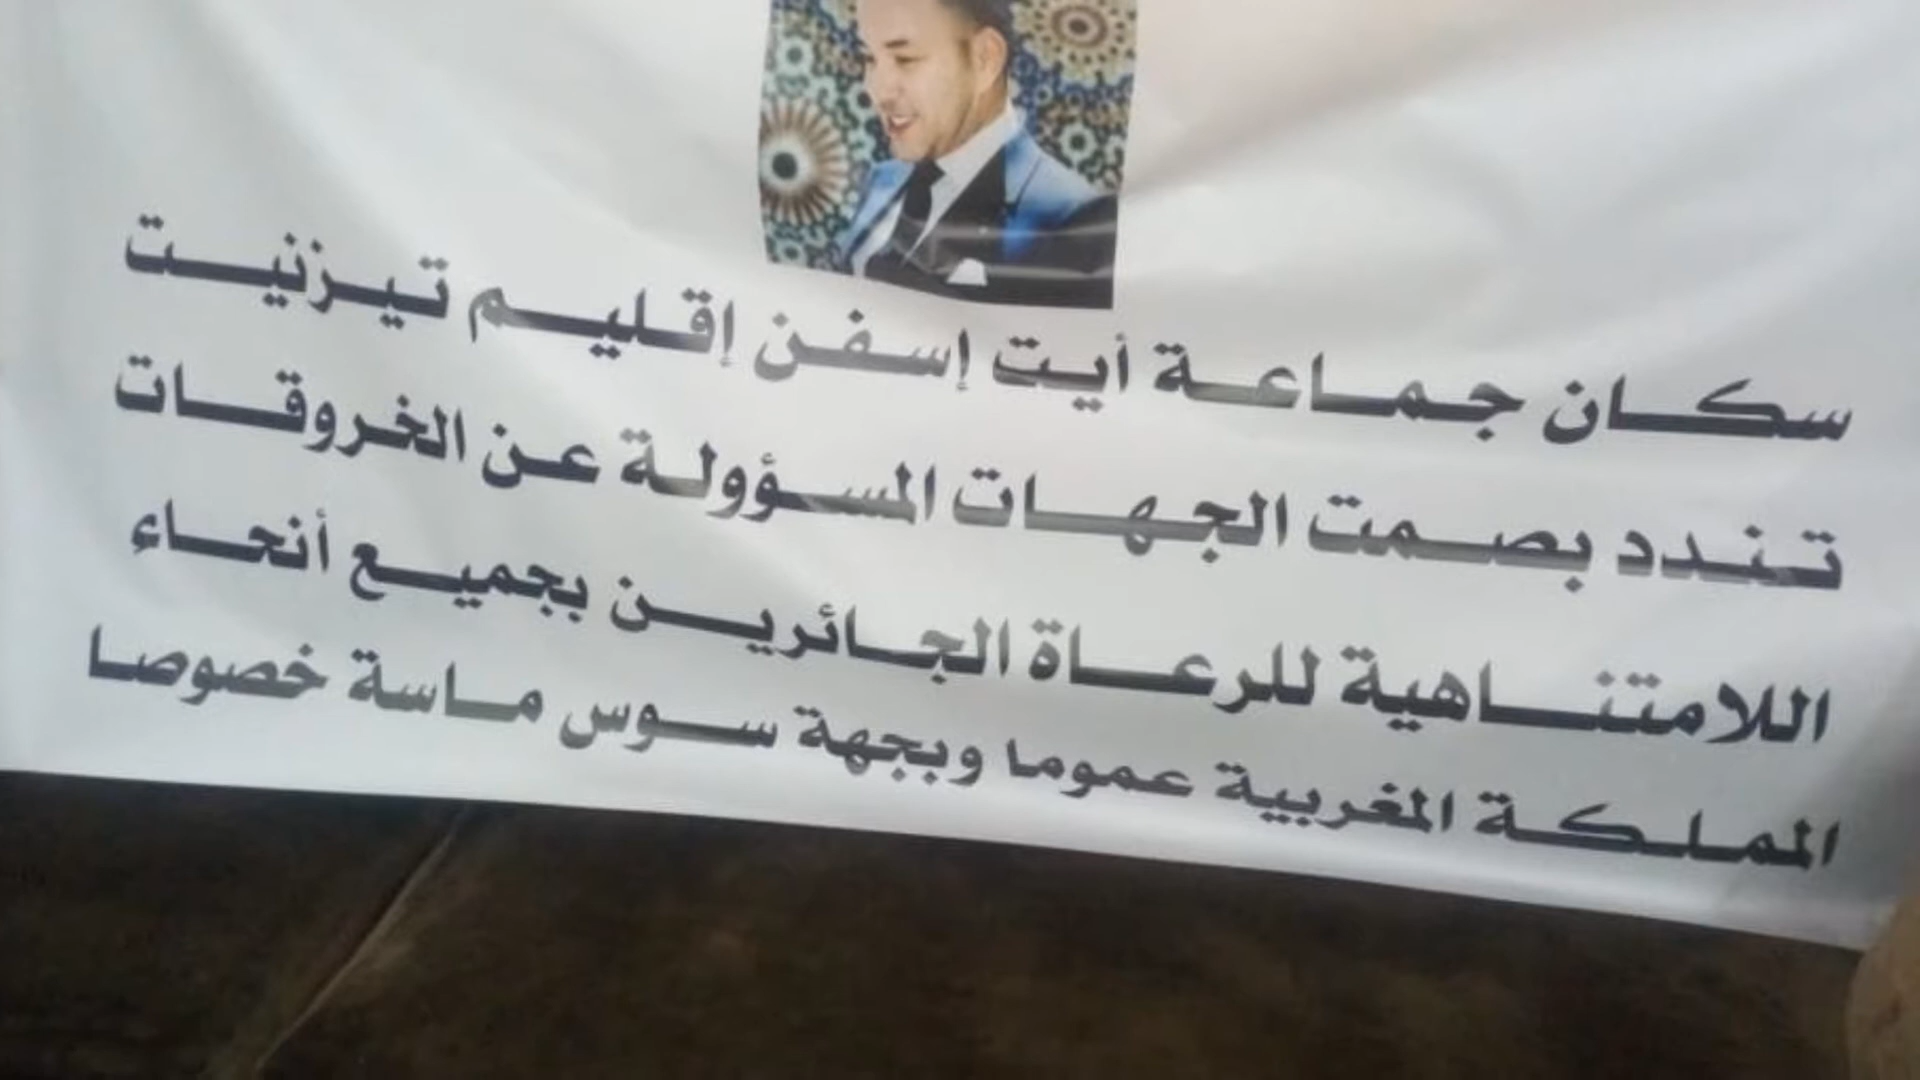 سكان جماعة أيت إسفن إقليم تيزنيت
تندد بصمت الجهات المسؤولة عن الخروقات
اللامتناهية للرعاة الجائرين بجميع أنحاء
المملكة المغربية عموما وبجهة سوس ماسة خصوصا